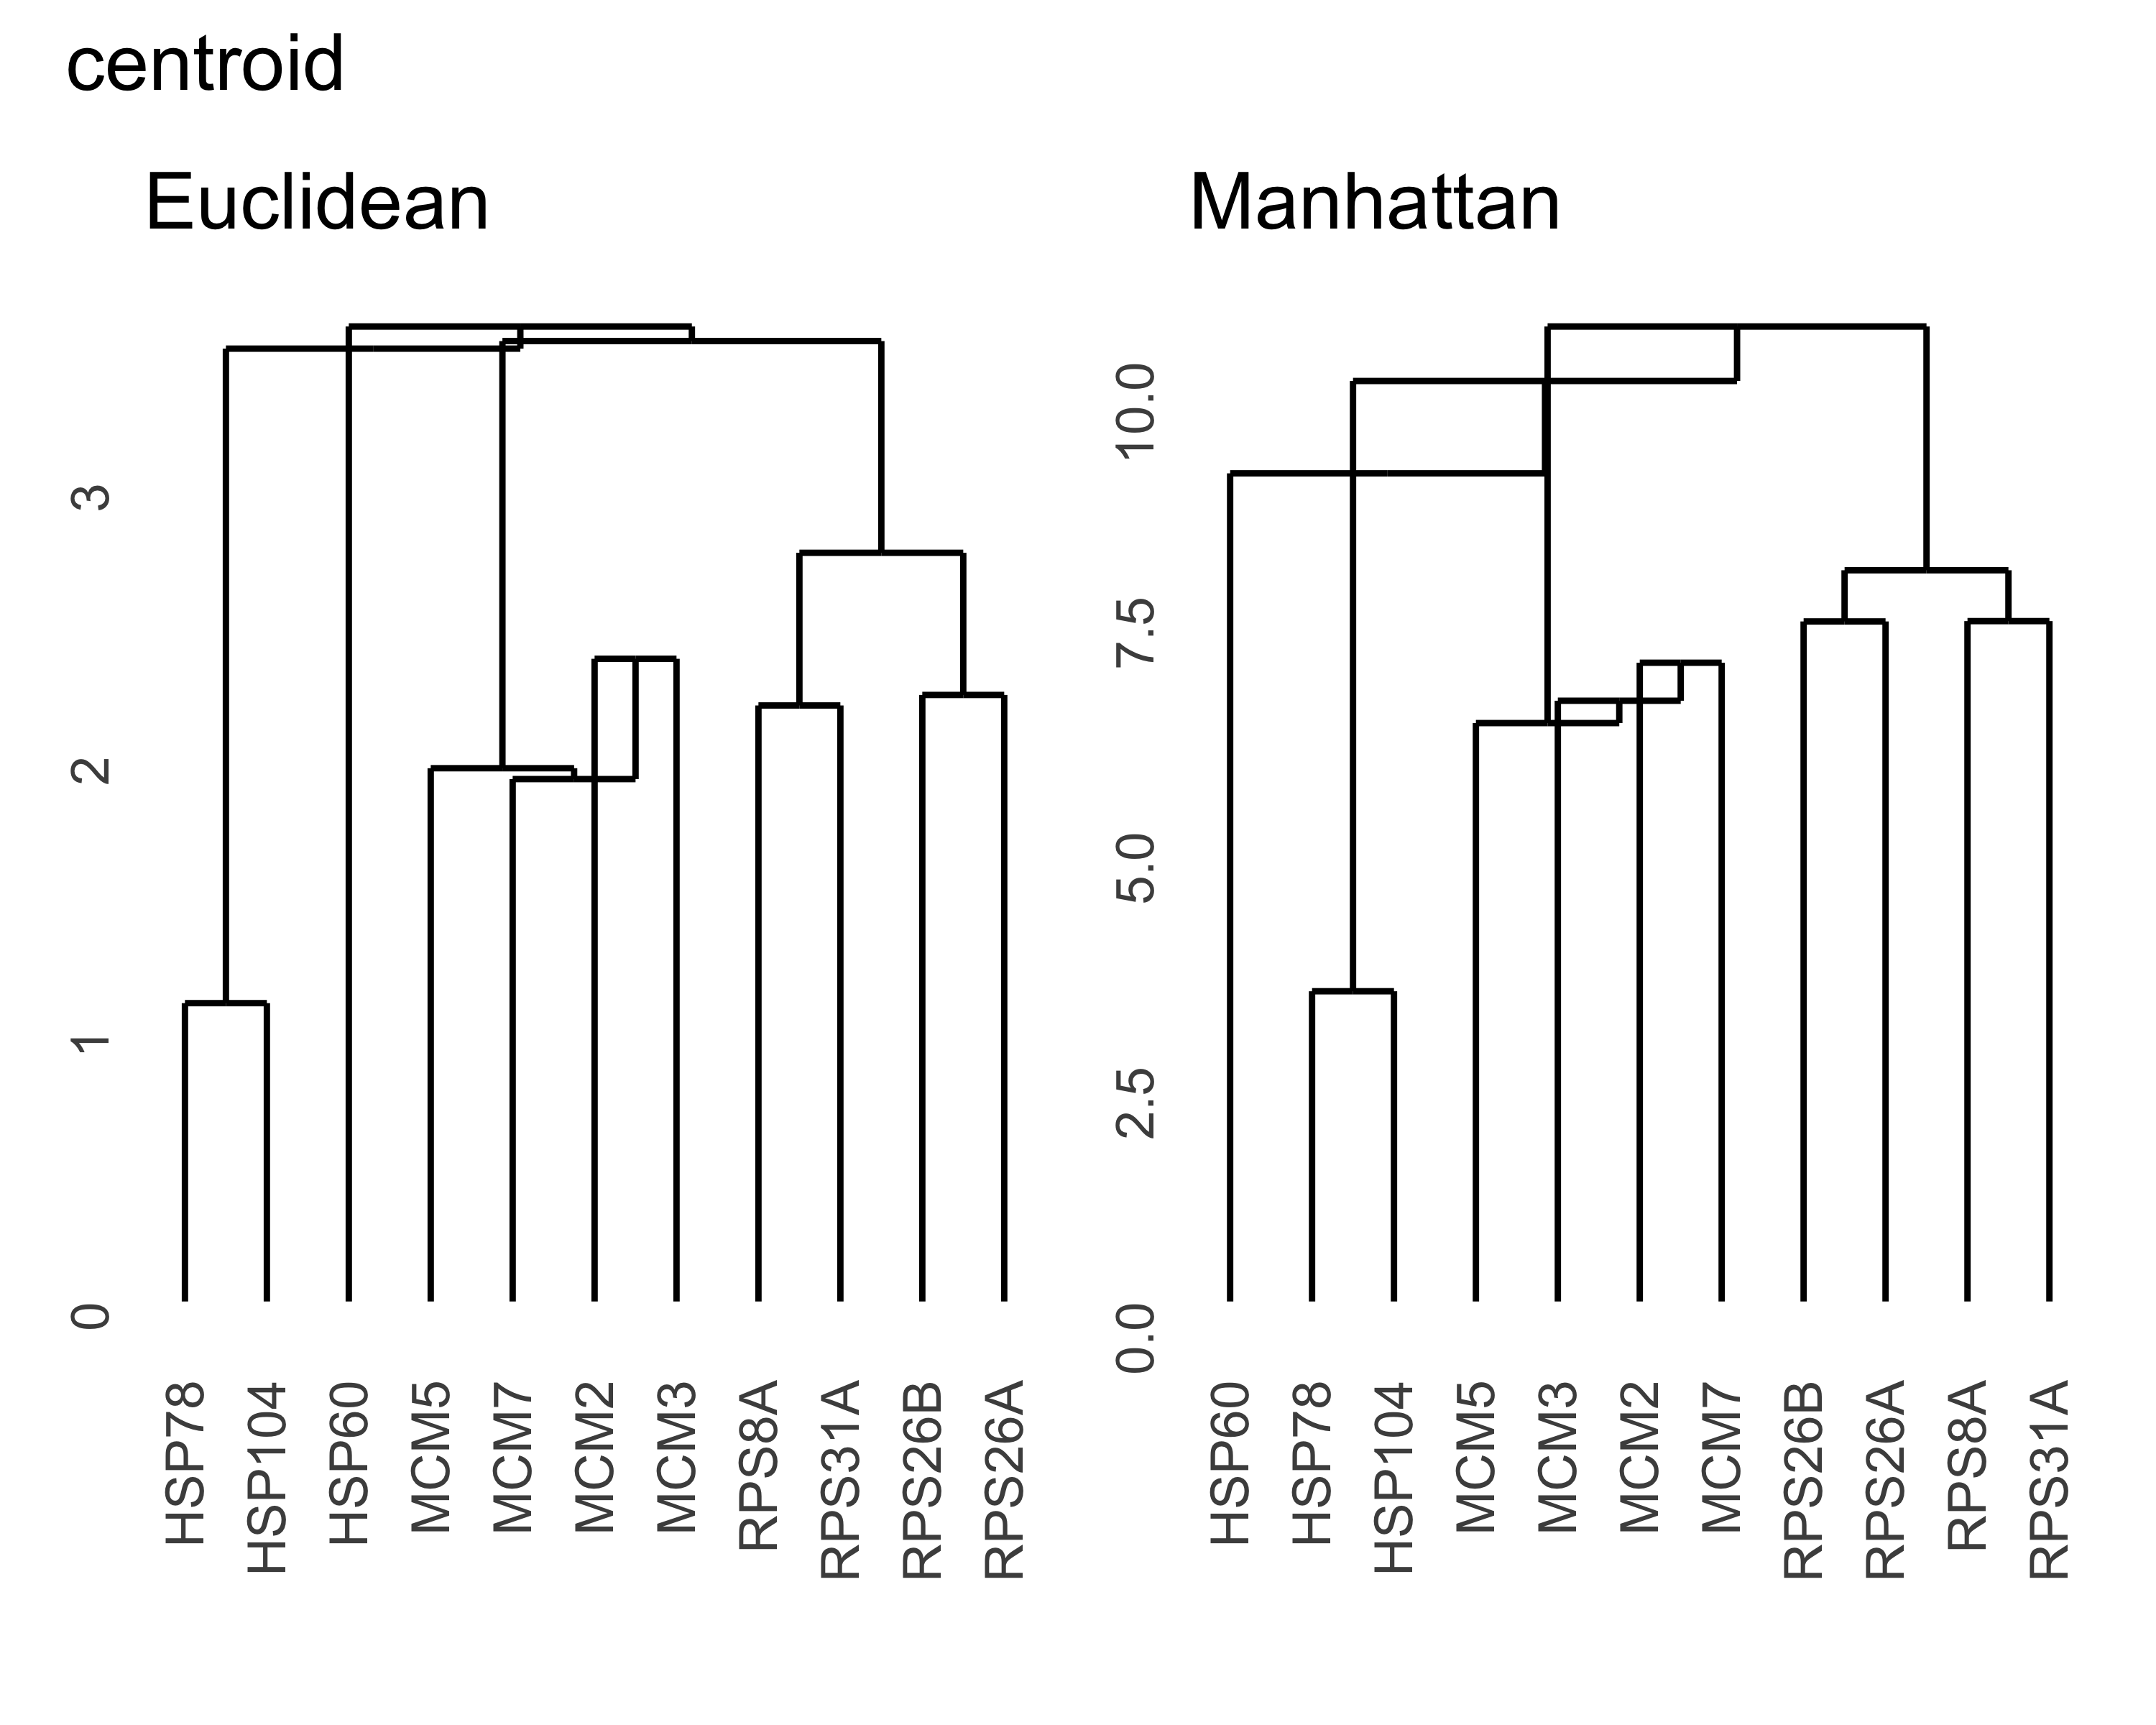 centroid
Euclidean
3
2
1
0
HSP78
HSP104
HSP60
MCM5
MCM7
MCM2
MCM3
RPS8A
RPS31A
RPS26B
RPS26A
Manhattan
10.0
7.5
5.0
2.5
0.0
HSP60
HSP78
HSP104
MCM5
MCM3
MCM2
MCM7
RPS26B
RPS26A
RPS8A
RPS31A